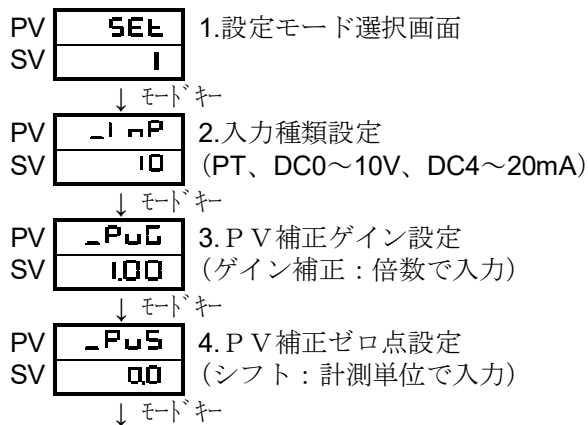 PV SEt 1.設定モード選択画面
SV 1
↓ ﾓｰﾄﾞｷｰ
PV _InP 2.入力種類設定
SV 10 （PT、DC0～10V、DC4～20mA）
↓ ﾓｰﾄﾞｷｰ
PV _PvG 3.ＰＶ補正ゲイン設定
SV 1.00 （ゲイン補正：倍数で入力）
↓ ﾓｰﾄﾞｷｰ
PV _PvS 4.ＰＶ補正ゼロ点設定
SV 0.0 （シフト：計測単位で入力）
↓ ﾓｰﾄﾞｷｰ